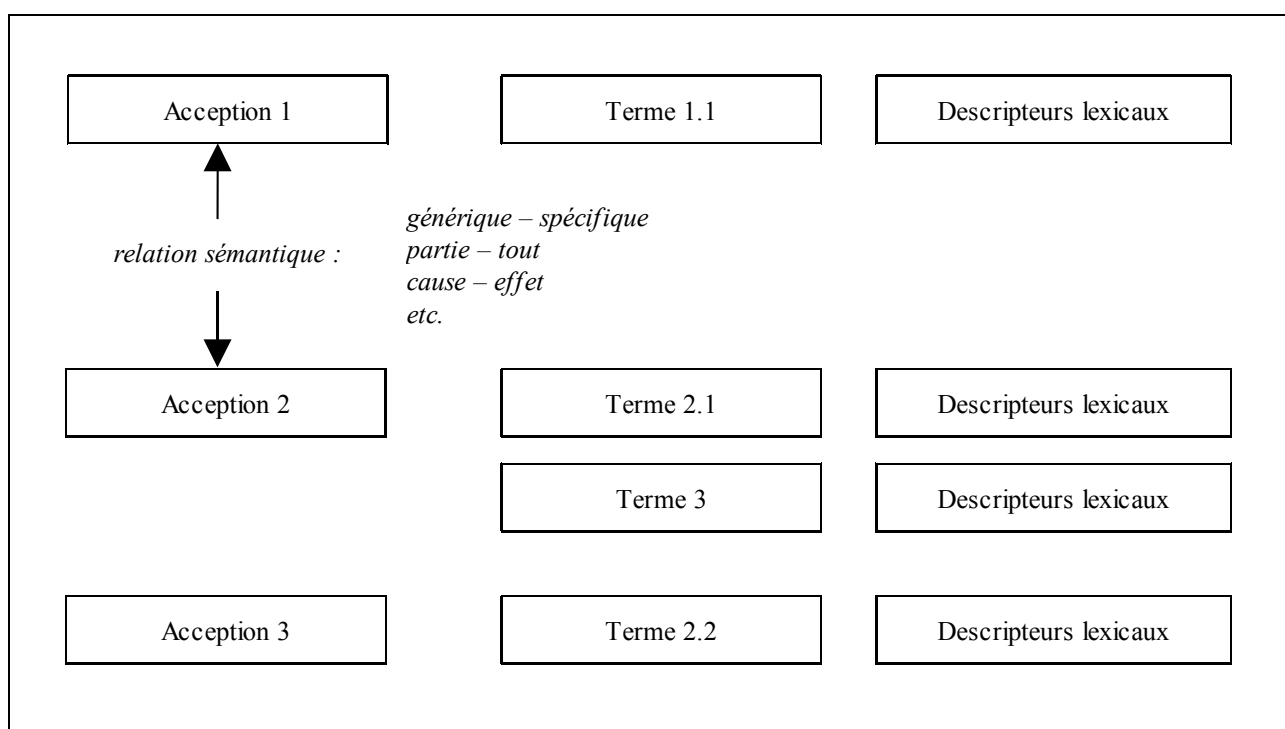 Acception 1
Terme 1.1
Descripteurs lexicaux
relation sémantique :
générique – spécifique
partie – tout
cause – effet
etc.
Acception 2
Terme 2.1
Descripteurs lexicaux
Terme 3
Descripteurs lexicaux
Acception 3
Terme 2.2
Descripteurs lexicaux